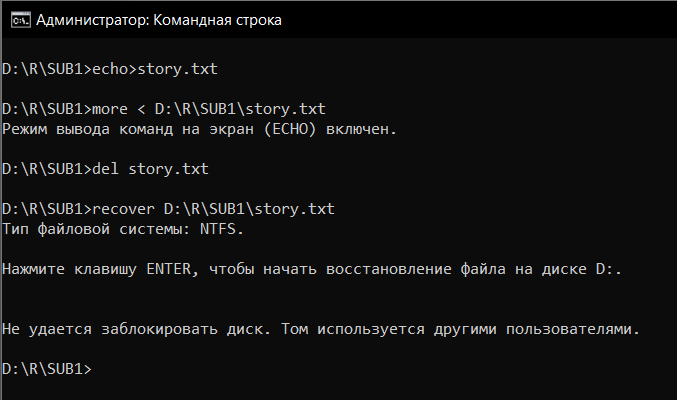 Администратор: Командная строка
D:\R\SUB1>echo>story.txt
D:\R\SUB1>more < D:\R\SUB1\story.txt
Режим вывода команд на экран (ECHO) включен.
D:\R\SUB1>del story.txt
D:\R\SUB1>recover D:\R\SUB1\story.txt
Тип файловой системы: NTFS.
Нажмите клавишу ENTER, чтобы начать восстановление файла на диске D:.
Не удается заблокировать диск. Том используется другими пользователями.
D:\R\SUB1>